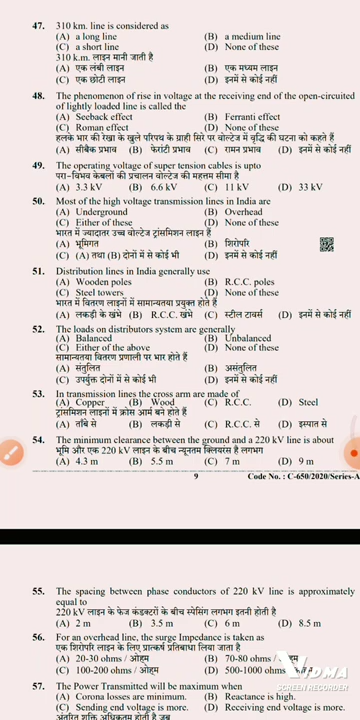 47. 310 km. line is considered as
(A) a long line (B) a medium line
(C) a short line (D) None of these
310 k.m. लाइन मानी जाती है
(A) एक लंबी लाइन (B) एक मध्यम लाइन
(C) एक छोटी लाइन (D) इनमें से कोई नहीं
48. The phenomenon of rise in voltage at the receiving end of the open-circuited
of lightly loaded line is called the
(A) Seeback effect (B) Ferranti effect
(C) Roman effect (D) None of these
हलके भार की रेखा के खुले परिपथ के ग्राही सिरे पर वोल्टेज में वृद्धि की घटना को कहते हैं
(A) सीबैक प्रभाव (B) फेरांटी प्रभाव (C) रामन प्रभाव (D) इनमें से कोई नहीं
49. The operating voltage of super tension cables is upto
परा-विभव केबलों की प्रचालन वोल्टेज की महत्तम सीमा है
(A) 3.3 kV (B) 6.6 kV (C) 11 kV (D) 33 kV
50. Most of the high voltage transmission lines in India are
(A) Underground (B) Overhead
(C) Either of these (D) None of these
भारत में ज्यादातर उच्च वोल्टेज ट्रांसमिशन लाइन हैं
(A) भूमिगत (B) शिरोपरि
(C) (A) तथा (B) दोनों में से कोई भी (D) इनमें से कोई नहीं
51. Distribution lines in India generally use
(A) Wooden poles (B) R.C.C. poles
(C) Steel towers (D) None of these
भारत में वितरण लाइनों में सामान्यतया प्रयुक्त होते हैं
(A) लकड़ी के खंभे (B) R.C.C. खंभे (C) स्टील टावर्स (D) इनमें से कोई नहीं
52. The loads on distributors system are generally
(A) Balanced (B) Unbalanced
(C) Either of the above (D) None of these
सामान्यतया वितरण प्रणाली पर भार होते हैं
(A) संतुलित (B) असंतुलित
(C) उपर्युक्त दोनों में से कोई भी (D) इनमें से कोई नहीं
53. In transmission lines the cross arm are made of
(A) Copper (B) Wood (C) R.C.C. (D) Steel
ट्रांसमिशन लाइनों में क्रोस आर्म बने होते हैं
(A) ताँबे से (B) लकड़ी से (C) R.C.C. से (D) इस्पात से
54. The minimum clearance between the ground and a 220 kV line is about
भूमि और एक 220 kV लाइन के बीच न्यूनतम क्लियरंस है लगभग
(A) 4.3 m (B) 5.5 m (C) 7 m (D) 9 m
9 Code No. : C-650/2020/Series-A
55. The spacing between phase conductors of 220 kV line is approximately
equal to
220 kV लाइन के फेज कंडक्टरों के बीच स्पेसिंग लगभग इतनी होती है
(A) 2 m (B) 3.5 m (C) 6 m (D) 8.5 m
56. For an overhead line, the surge Impedance is taken as
एक शिरोपरि लाइन के लिए प्रात्कर्ष प्रतिबाधा लिया जाता है
(A) 20-30 ohms / ओहम (B) 70-80 ohms /
(C) 100-200 ohms / ओहम (D) 500-1000 ohms
57. The Power Transmitted will be maximum when
(A) Corona losses are minimum. (B) Reactance is high.
(C) Sending end voltage is more. (D) Receiving end voltage is more.
अंतरित शक्ति अधिकतम होती है जब
VIDMA
SCREEN RECORDER